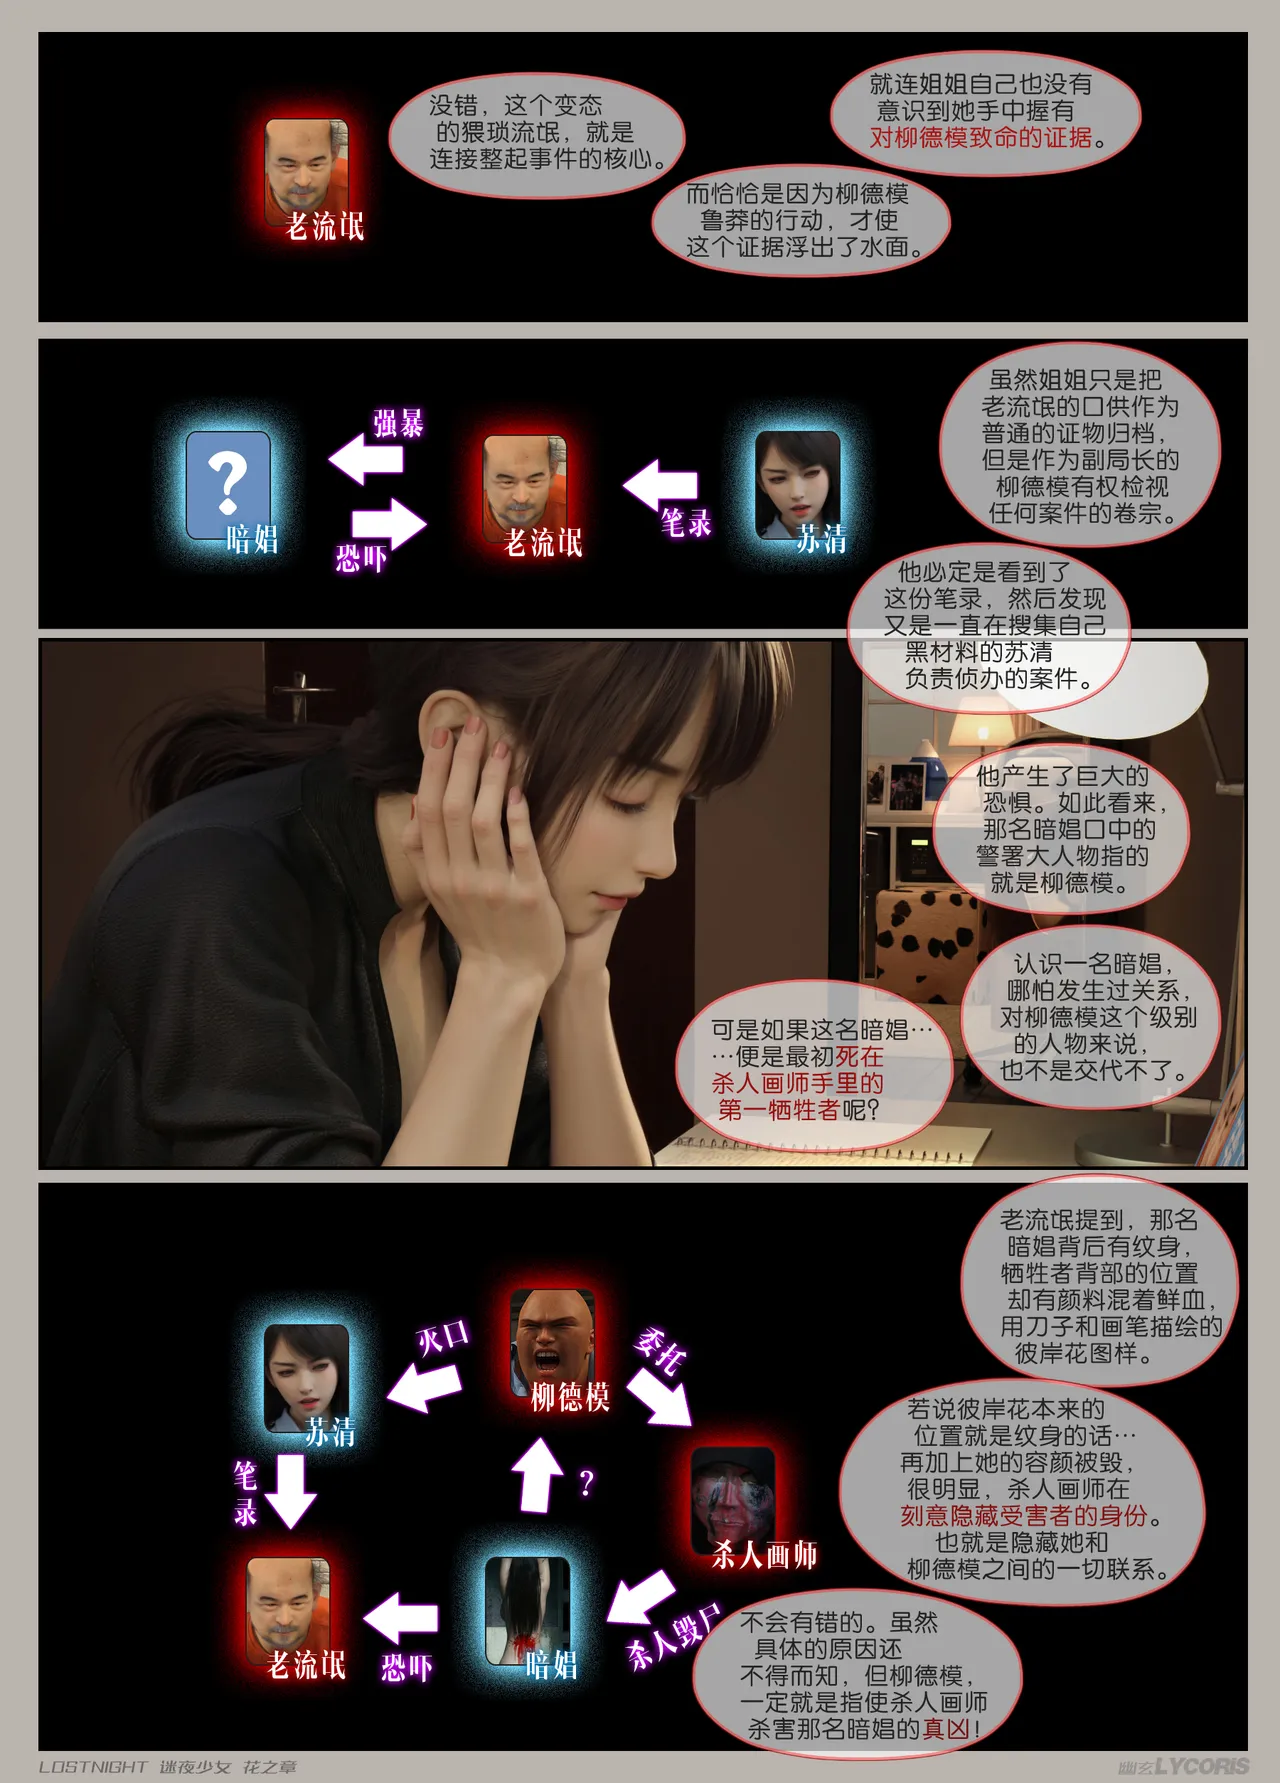 没错，这个变态
的猥琐流氓，就是
连接整起事件的核心。
老流氓
就连姐姐自己也没有
意识到她手中握有
对柳德模致命的证据。
而恰恰是因为柳德模
鲁莽的行动，才使
这个证据浮出了水面。
虽然姐姐只是把
老流氓的口供作为
普通的证物归档，
但是作为副局长的
柳德模有权检视
任何案件的卷宗。
强暴
恐吓
暗娼
老流氓
笔录
苏清
他必定是看到了
这份笔录，然后发现
又是一直在搜集自己
黑材料的苏清
负责侦办的案件。
他产生了巨大的
恐惧。如此看来，
那名暗娼口中的
警署大人物指的
就是柳德模。
认识一名暗娼，
哪怕发生过关系，
对柳德模这个级别
的人物来说，
也不是交代不了。
可是如果这名暗娼…
…便是最初死在
杀人画师手里的
第一牺牲者呢？
老流氓提到，那名
暗娼背后有纹身，
牺牲者背部的位置
却有颜料混着鲜血，
用刀子和画笔描绘的
彼岸花图样。
灭口
委托
柳德模
苏清
若说彼岸花本来的
位置就是纹身的话…
再加上她的容颜被毁，
很明显，杀人画师在
刻意隐藏受害者的身份。
也就是隐藏她和
柳德模之间的一切联系。
笔录
？
杀人画师
老流氓
恐吓
暗娼
杀人毁尸
不会有错的。虽然
具体的原因还
不得而知，但柳德模，
一定就是指使杀人画师
杀害那名暗娼的真凶！
LOSTNIGHT 迷夜少女 花之章
幽玄LYCORIS